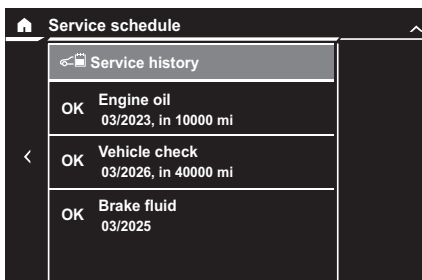 Service schedule
Service history
OK Engine oil
03/2023, in 10000 mi
OK Vehicle check
03/2026, in 40000 mi
OK Brake fluid
03/2025